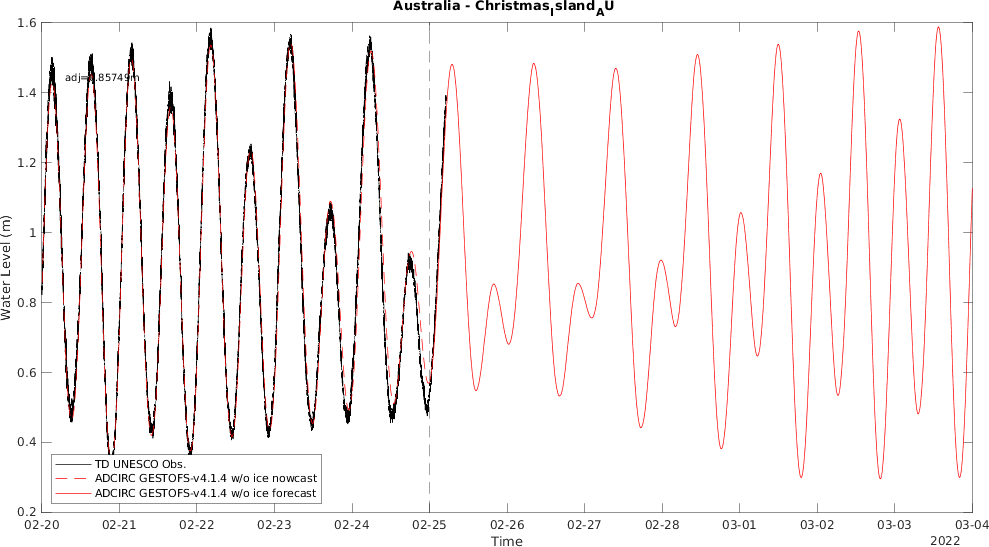 Australia - Christmas_Island_AU
1.6
1.4
1.2
1
0.8
0.6
0.4
0.2
Water Level (m)
TD UNESCO Obs.
ADCIRC GESTOFS-v4.1.4 w/o ice nowcast
ADCIRC GESTOFS-v4.1.4 w/o ice forecast
02-20 02-21 02-22 02-23 02-24 02-25 02-26 02-27 02-28 03-01 03-02 03-03 03-04
Time
2022